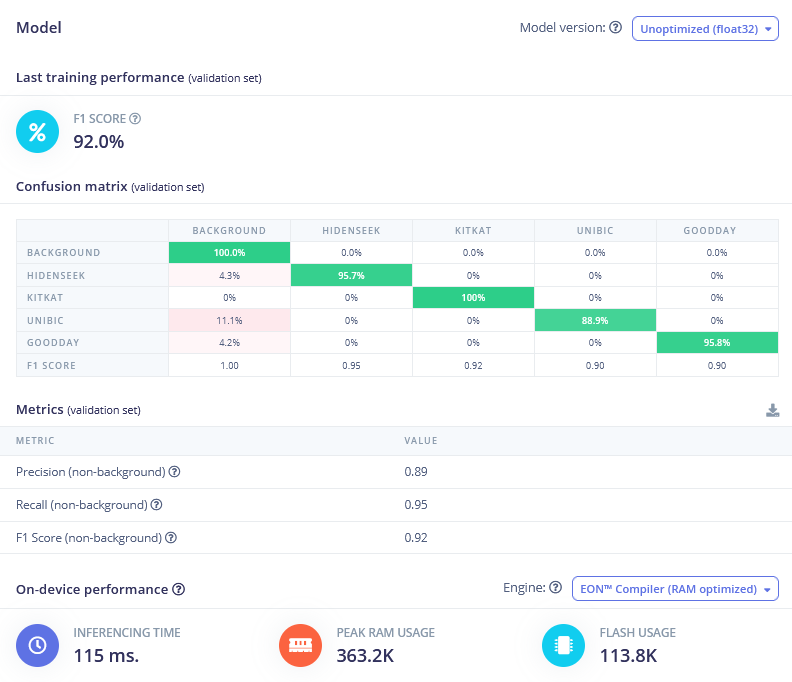 Model
Model version: Unoptimized (float32)
Last training performance (validation set)
%
F1 SCORE
92.0%
Confusion matrix (validation set)
BACKGROUND HIDENSEEK KITKAT UNIBIC GOODDAY
BACKGROUND 100.0% 0.0% 0.0% 0.0% 0.0%
HIDENSEEK 4.3% 95.7% 0% 0% 0%
KITKAT 0% 0% 100% 0% 0%
UNIBIC 11.1% 0% 0% 88.9% 0%
GOODDAY 4.2% 0% 0% 0% 95.8%
F1 SCORE 1.00 0.95 0.92 0.90 0.90
Metrics (validation set)
METRIC VALUE
Precision (non-background) 0.89
Recall (non-background) 0.95
F1 Score (non-background) 0.92
On-device performance
Engine: EON™ Compiler (RAM optimized)
INFERENCING TIME
115 ms.
PEAK RAM USAGE
363.2K
FLASH USAGE
113.8K